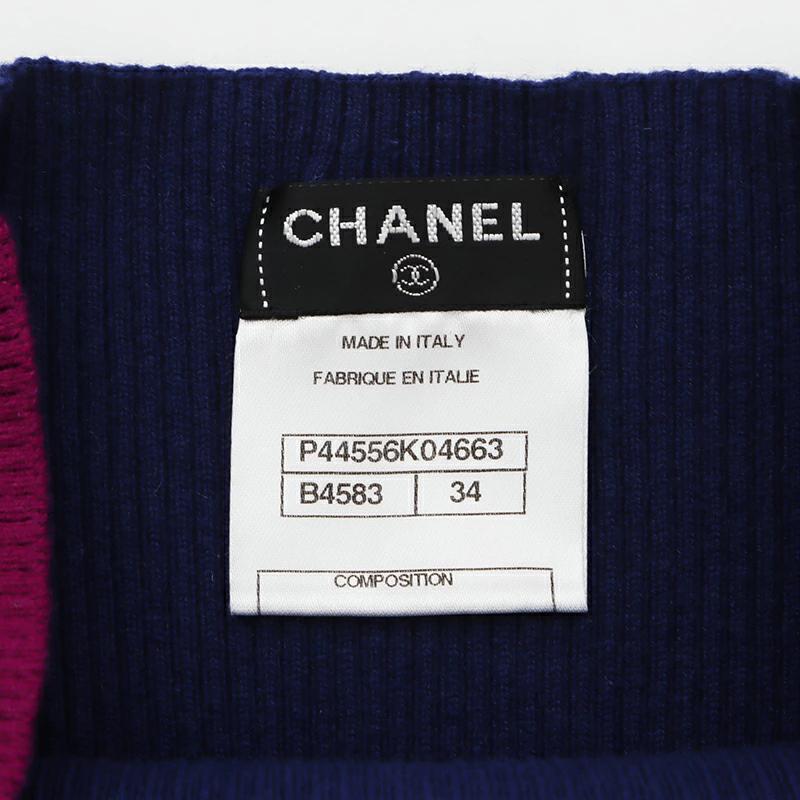 CHANEL
MADE IN ITALY
FABRIQUE EN ITALIE
P44556K04663
B4583 34
COMPOSITION